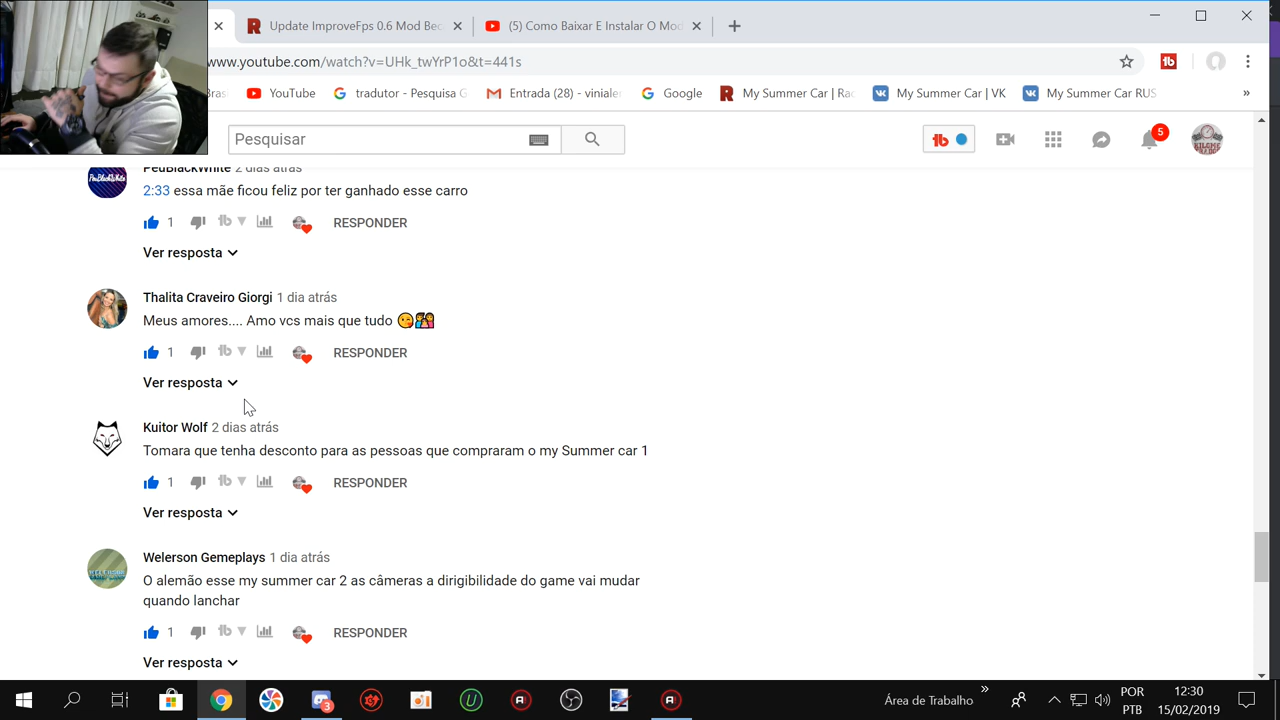 Update ImproveFps 0.6 Mod Bec
(5) Como Baixar E Instalar O Mod
www.youtube.com/watch?v=UHk_twYrP1o&t=441s
Bras
YouTube
tradutor - Pesquisa G
Entrada (28) - vinialer
Google
My Summer Car | Rac
My Summer Car | VK
My Summer Car RUS
»
Pesquisar
5
PeuBlackWhite 2 dias atrás
2:33 essa mãe ficou feliz por ter ganhado esse carro
1 RESPONDER
Ver resposta
Thalita Craveiro Giorgi 1 dia atrás
Meus amores.... Amo vcs mais que tudo 😘👫
1 RESPONDER
Ver resposta
Kuitor Wolf 2 dias atrás
Tomara que tenha desconto para as pessoas que compraram o my Summer car 1
1 RESPONDER
Ver resposta
Welerson Gemeplays 1 dia atrás
O alemão esse my summer car 2 as câmeras a dirigibilidade do game vai mudar
quando lanchar
1 RESPONDER
Ver resposta
3
Área de Trabalho
»
POR
PTB
12:30
15/02/2019